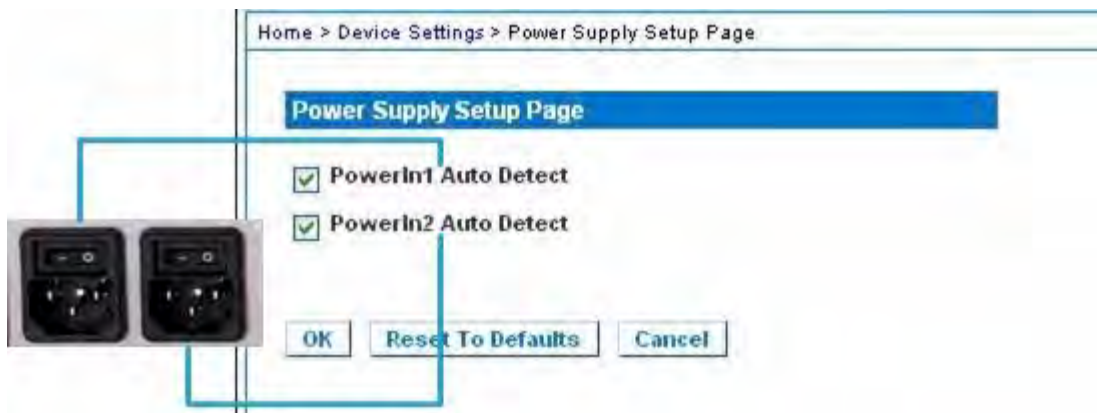 Home > Device Settings > Power Supply Setup Page
Power Supply Setup Page
PowerIn1 Auto Detect
PowerIn2 Auto Detect
OK Reset To Defaults Cancel